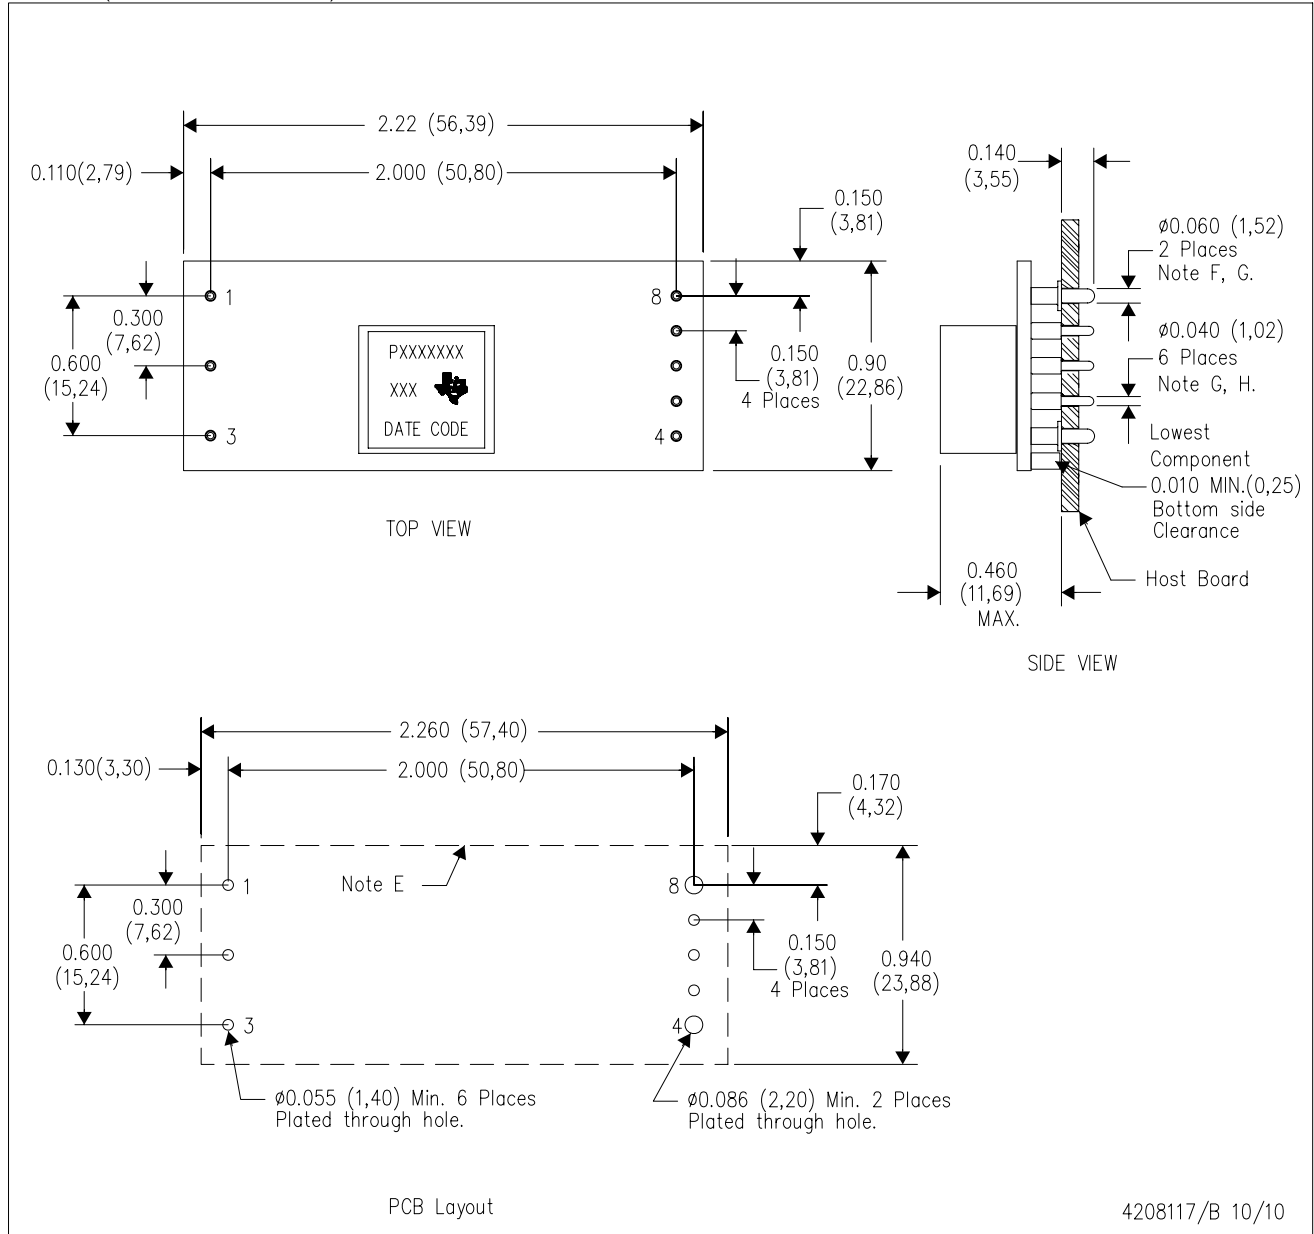 2.22 (56,39)
0.110(2,79)
2.000 (50,80)
0.150
(3,81)
1
8
0.300
(7,62)
0.600
(15,24)
PXXXXXXX
XXX
DATE CODE
0.150
(3,81)
4 Places
0.90
(22,86)
3
4
TOP VIEW
0.140
(3,55)
ø0.060 (1,52)
2 Places
Note F, G.
ø0.040 (1,02)
6 Places
Note G, H.
Lowest
Component
0.010 MIN.(0,25)
Bottom side
Clearance
Host Board
0.460
(11,69)
MAX.
SIDE VIEW
2.260 (57,40)
0.130(3,30)
2.000 (50,80)
0.170
(4,32)
1
Note E
8
0.300
(7,62)
0.600
(15,24)
0.150
(3,81)
4 Places
0.940
(23,88)
3
4
ø0.055 (1,40) Min. 6 Places
Plated through hole.
ø0.086 (2,20) Min. 2 Places
Plated through hole.
PCB Layout
4208117/B 10/10